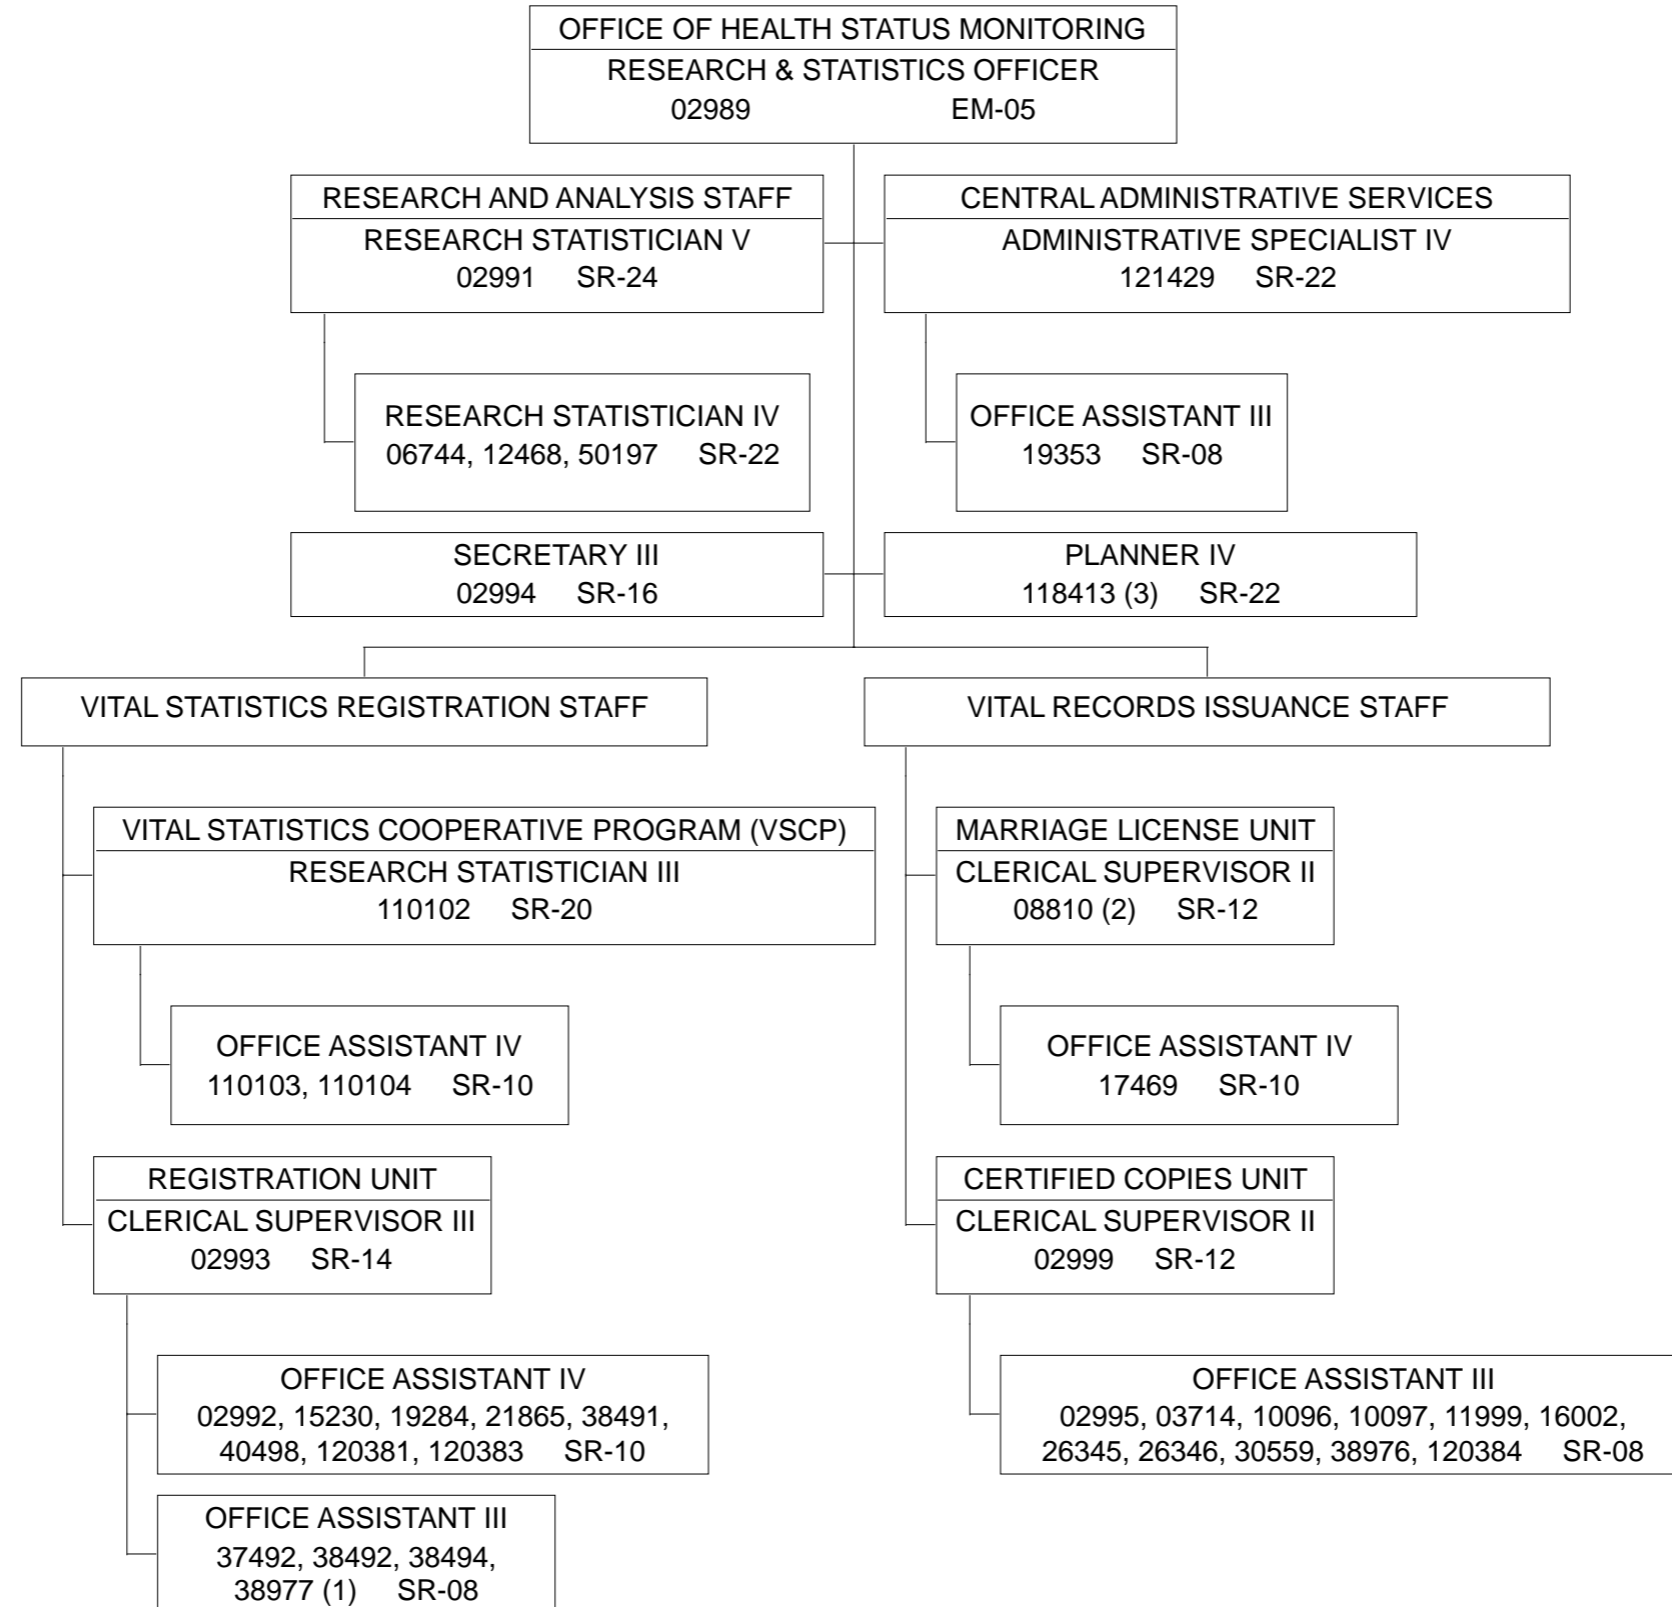 OFFICE OF HEALTH STATUS MONITORING
RESEARCH & STATISTICS OFFICER
02989 EM-05
RESEARCH AND ANALYSIS STAFF
RESEARCH STATISTICIAN V
02991 SR-24
CENTRAL ADMINISTRATIVE SERVICES
ADMINISTRATIVE SPECIALIST IV
121429 SR-22
RESEARCH STATISTICIAN IV
06744, 12468, 50197 SR-22
OFFICE ASSISTANT III
19353 SR-08
SECRETARY III
02994 SR-16
PLANNER IV
118413 (3) SR-22
VITAL STATISTICS REGISTRATION STAFF
VITAL RECORDS ISSUANCE STAFF
VITAL STATISTICS COOPERATIVE PROGRAM (VSCP)
RESEARCH STATISTICIAN III
110102 SR-20
MARRIAGE LICENSE UNIT
CLERICAL SUPERVISOR II
08810 (2) SR-12
OFFICE ASSISTANT IV
110103, 110104 SR-10
OFFICE ASSISTANT IV
17469 SR-10
REGISTRATION UNIT
CLERICAL SUPERVISOR III
02993 SR-14
CERTIFIED COPIES UNIT
CLERICAL SUPERVISOR II
02999 SR-12
OFFICE ASSISTANT IV
02992, 15230, 19284, 21865, 38491,
40498, 120381, 120383 SR-10
OFFICE ASSISTANT III
02995, 03714, 10096, 10097, 11999, 16002,
26345, 26346, 30559, 38976, 120384 SR-08
OFFICE ASSISTANT III
37492, 38492, 38494,
38977 (1) SR-08